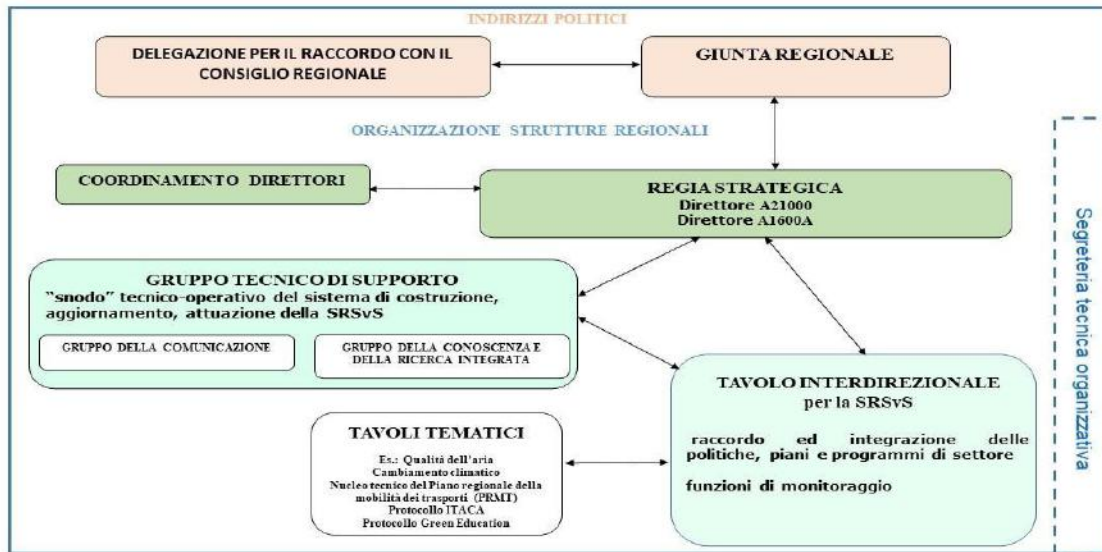 INDIRIZZI POLITICI
DELEGAZIONE PER IL RACCORDO CON IL
CONSIGLIO REGIONALE
GIUNTA REGIONALE
ORGANIZZAZIONE STRUTTURE REGIONALI
COORDINAMENTO DIRETTORI
REGIA STRATEGICA
Direttore A21000
Direttore A1600A
GRUPPO TECNICO DI SUPPORTO
“snodo” tecnico-operativo del sistema di costruzione,
aggiornamento, attuazione della SRSvS
GRUPPO DELLA COMUNICAZIONE
GRUPPO DELLA CONOSCENZA E
DELLA RICERCA INTEGRATA
TAVOLO INTERDIREZIONALE
per la SRSvS
raccordo ed integrazione delle
politiche, piani e programmi di settore
funzioni di monitoraggio
TAVOLI TEMATICI
Es.: Qualità dell'aria
Cambiamento climatico
Nucleo tecnico del Piano regionale della
mobilità dei trasporti (PRMT)
Protocollo ITACA
Protocollo Green Education
Segreteria tecnica organizzativa